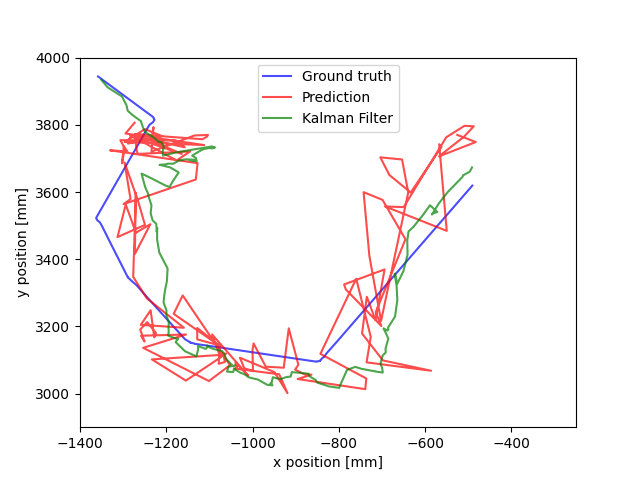 4000
3800
3600
3400
3200
3000
y position [mm]
Ground truth
Prediction
Kalman Filter
−1400 −1200 −1000 −800 −600 −400
x position [mm]